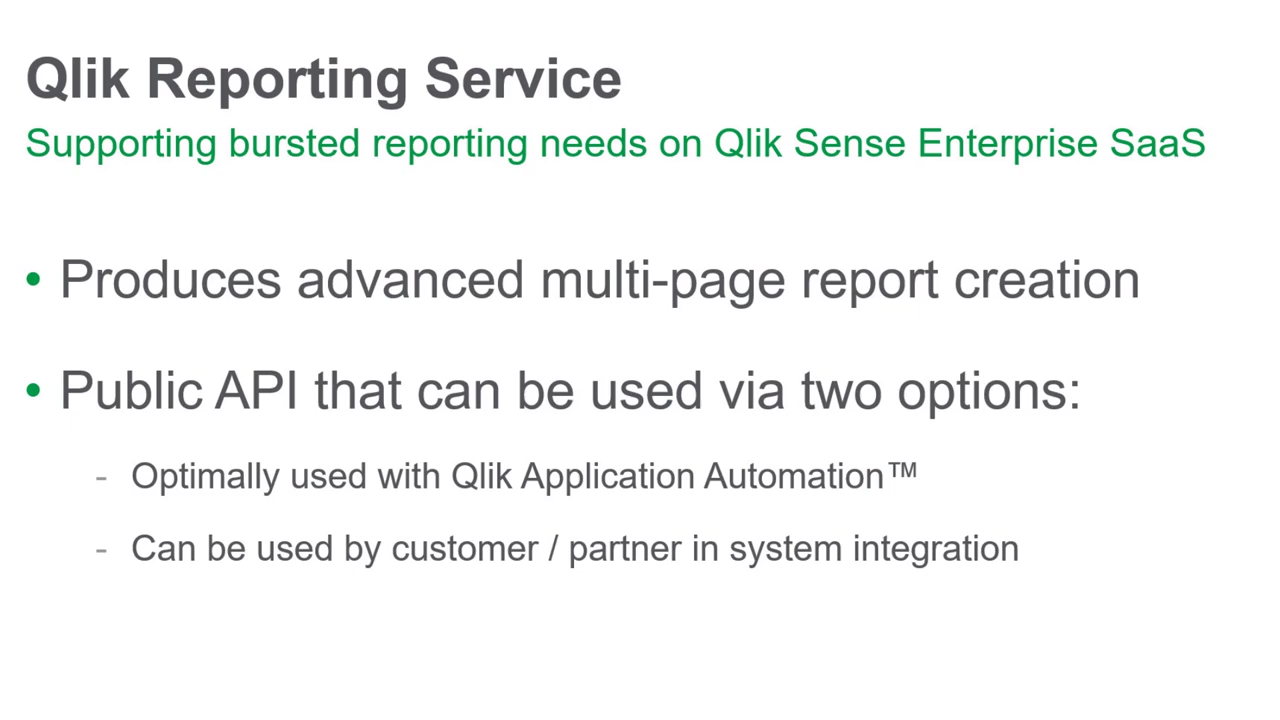 Qlik Reporting Service
Supporting bursted reporting needs on Qlik Sense Enterprise SaaS
• Produces advanced multi-page report creation
• Public API that can be used via two options:
- Optimally used with Qlik Application Automation™
- Can be used by customer / partner in system integration